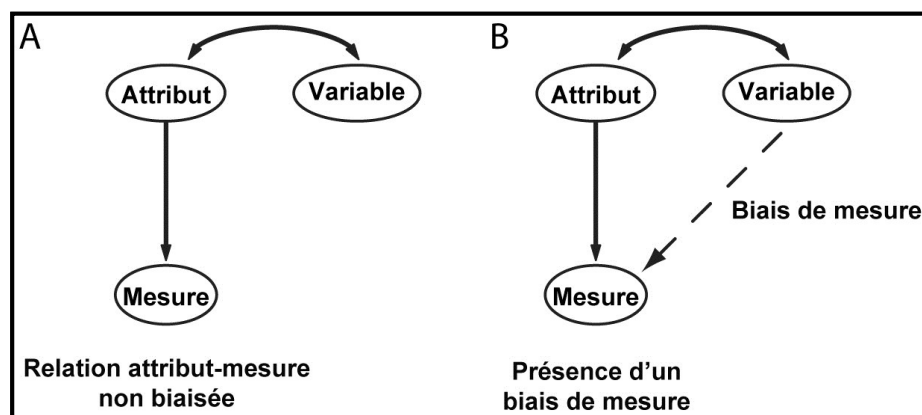 A
Attribut
Variable
Mesure
Relation attribut-mesure
non biaisée
B
Attribut
Variable
Biais de mesure
Mesure
Présence d'un
biais de mesure